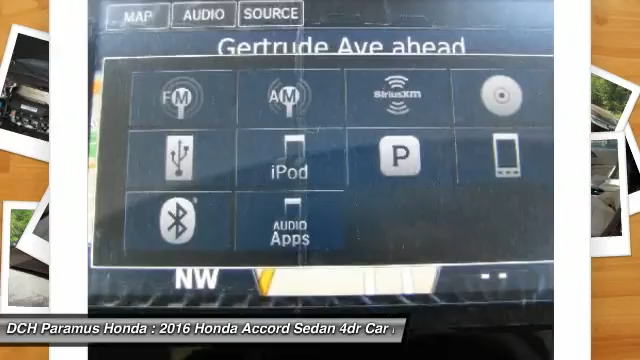 MAP AUDIO SOURCE
Gertrude Ave ahead
FM AM SiriusXM
iPod P
AUDIO
Apps
NW
DCH Paramus Honda : 2016 Honda Accord Sedan 4dr Car